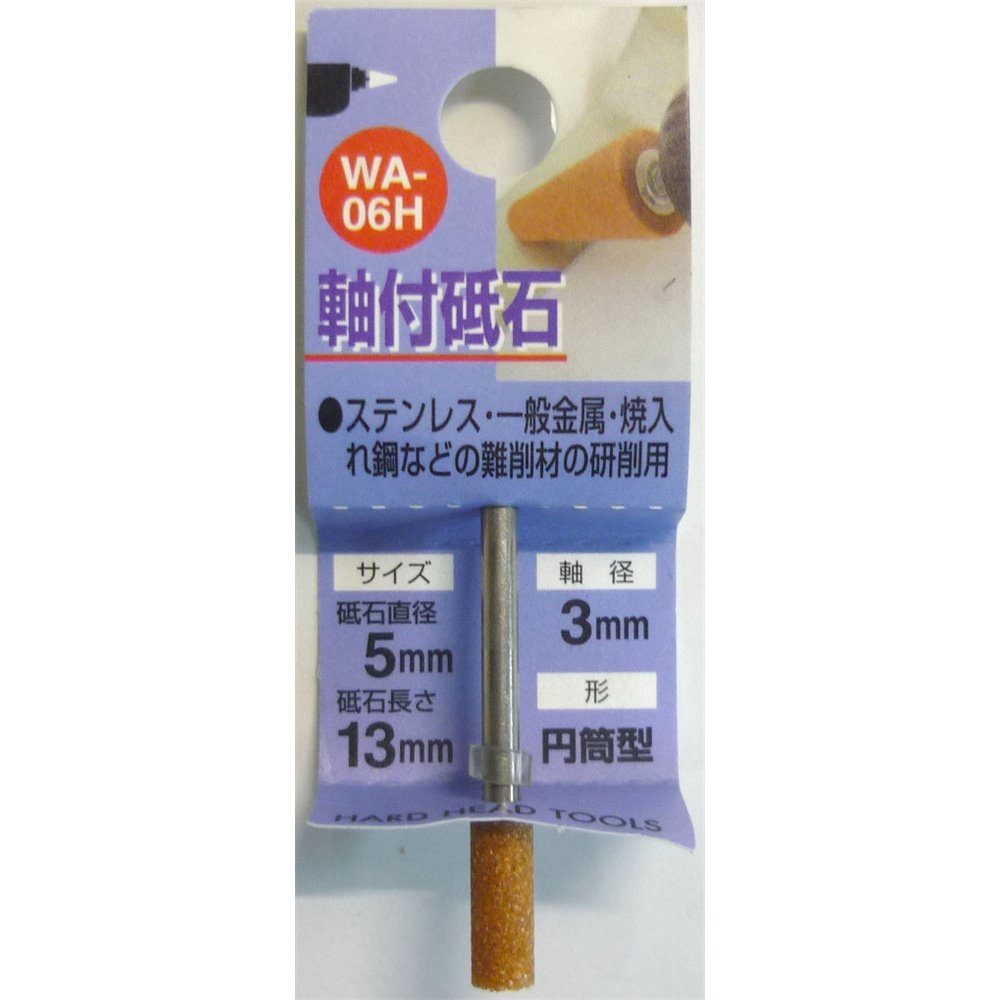 WA-
06H
軸付砥石
●ステンレス・一般金属・焼入
れ鋼などの難削材の研削用
サイズ
砥石直径
5mm
砥石長さ
13mm
軸 径
3mm
形
円筒型
HARD HEAD TOOLS